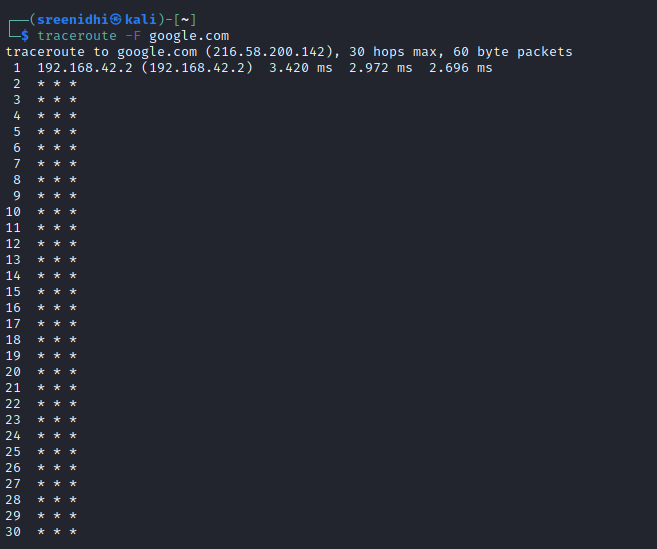 ┌──(sreenidhi㉿kali)-[~]
└─$ traceroute -F google.com
traceroute to google.com (216.58.200.142), 30 hops max, 60 byte packets
 1  192.168.42.2 (192.168.42.2)  3.420 ms  2.972 ms  2.696 ms
 2  * * *
 3  * * *
 4  * * *
 5  * * *
 6  * * *
 7  * * *
 8  * * *
 9  * * *
10  * * *
11  * * *
12  * * *
13  * * *
14  * * *
15  * * *
16  * * *
17  * * *
18  * * *
19  * * *
20  * * *
21  * * *
22  * * *
23  * * *
24  * * *
25  * * *
26  * * *
27  * * *
28  * * *
29  * * *
30  * * *